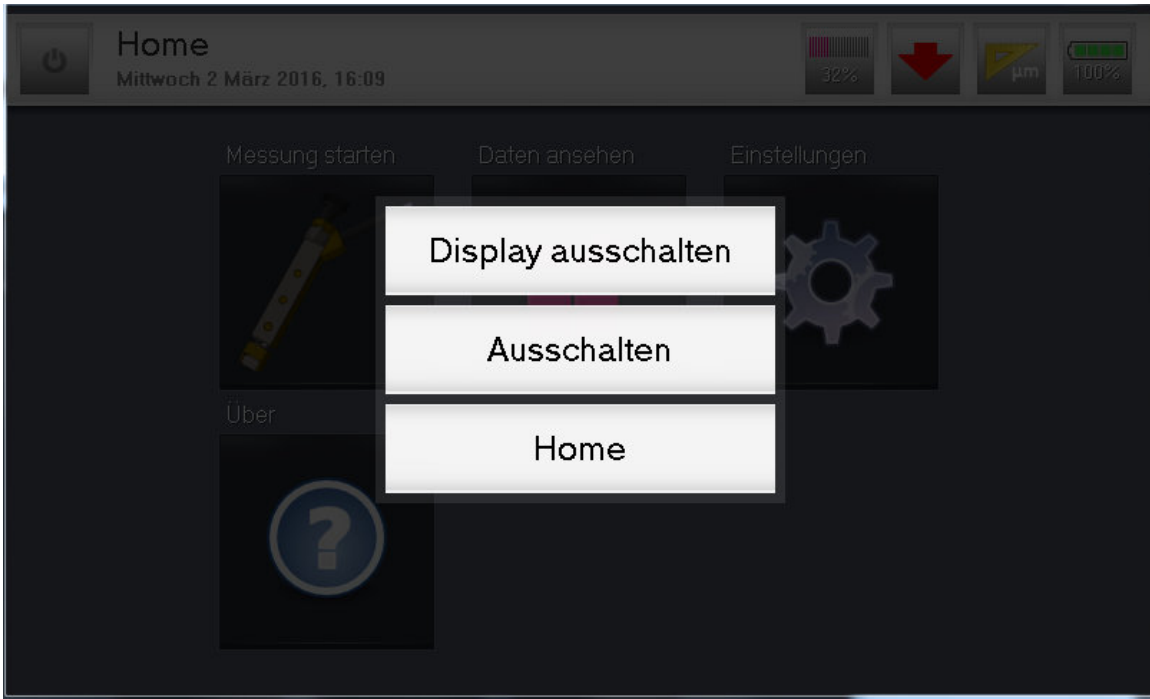 Home
Mittwoch 2 März 2016, 16:09
32%
µm
100%
Messung starten
Daten ansehen
Einstellungen
Display ausschalten
Ausschalten
Home
Über
?